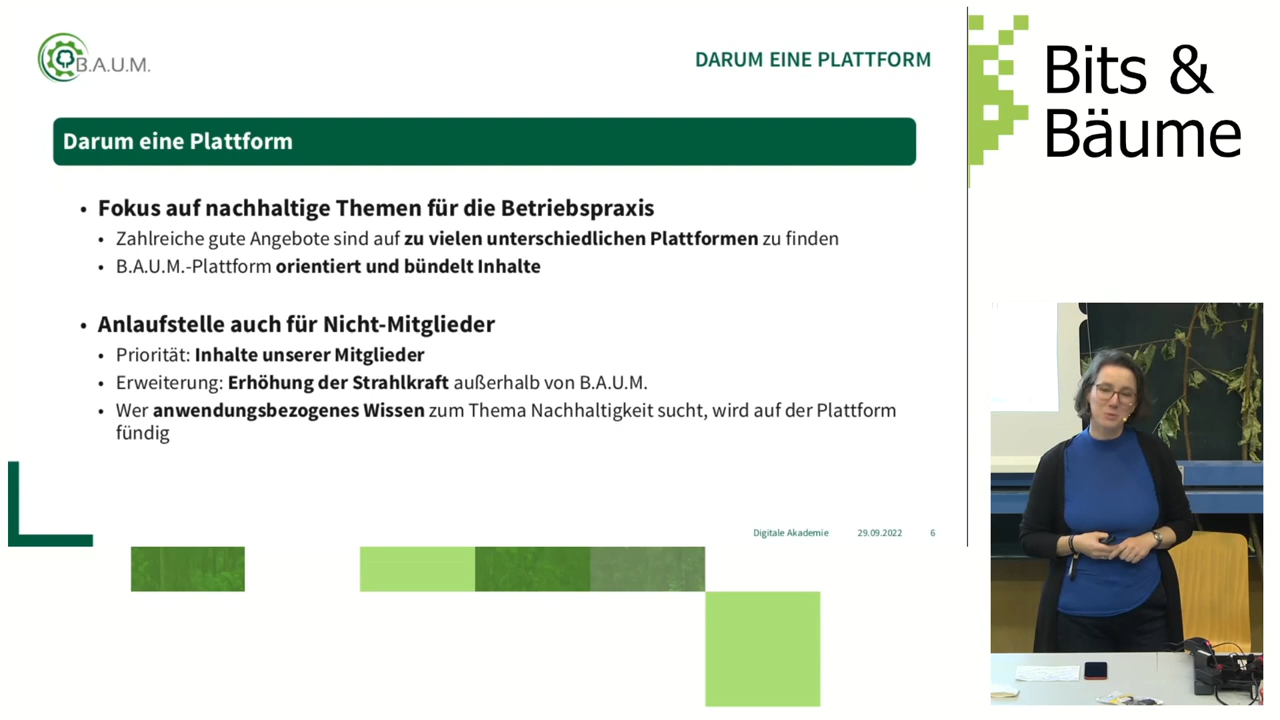 B.A.U.M.
DARUM EINE PLATTFORM
Bits &
Bäume
Darum eine Plattform
• Fokus auf nachhaltige Themen für die Betriebspraxis
• Zahlreiche gute Angebote sind auf zu vielen unterschiedlichen Plattformen zu finden
• B.A.U.M.-Plattform orientiert und bündelt Inhalte
• Anlaufstelle auch für Nicht-Mitglieder
• Priorität: Inhalte unserer Mitglieder
• Erweiterung: Erhöhung der Strahlkraft außerhalb von B.A.U.M.
• Wer anwendungsbezogenes Wissen zum Thema Nachhaltigkeit sucht, wird auf der Plattform
fündig
Digitale Akademie 29.09.2022 6